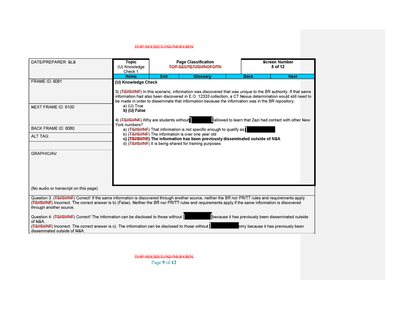 TOP SECRET//SI//NOFORN
DATE/PREPARER: SLS
Topic
(U) Knowledge
Check 1
Page Classification
TOP SECRET//SI//NOFORN
Screen Number
8 of 12
Home Exit Glossary Back Next
FRAME ID: 6081
(U) Knowledge Check
3) (TS//SI//NF) In this scenario, information was discovered that was unique to the BR authority. If that same
information had also been discovered in E.O. 12333 collection, a CT Nexus determination would still need to
be made in order to disseminate that information because the information was in the BR repository.
a) (U) True
b) (U) False
NEXT FRAME ID: 6100
4) (TS//SI//NF) Why are students without allowed to learn that Zazi had contact with other New
York numbers?
BACK FRAME ID: 6080
a) (TS//SI//NF) That information is not specific enough to qualify as
b) (TS//SI//NF) The information is over one year old
ALT TAG:
c) (TS//SI//NF) The information has been previously disseminated outside of NSA
d) (TS//SI//NF) It is being shared for training purposes
GRAPHIC/AV:
(No audio or transcript on this page)
Question 3. (TS//SI//NF) Correct! If the same information is discovered through another source, neither the BR nor PR/TT rules and requirements apply.
(TS//SI//NF) Incorrect. The correct answer is b) (False). Neither the BR nor PR/TT rules and requirements apply if the same information is discovered
through another source.
Question 4. (TS//SI//NF) Correct! The information can be disclosed to those without because it has previously been disseminated outside
of NSA.
(TS//SI//NF) Incorrect. The correct answer is c). The information can be disclosed to those without only because it has previously been
disseminated outside of NSA.
TOP SECRET//SI//NOFORN
Page 9 of 12